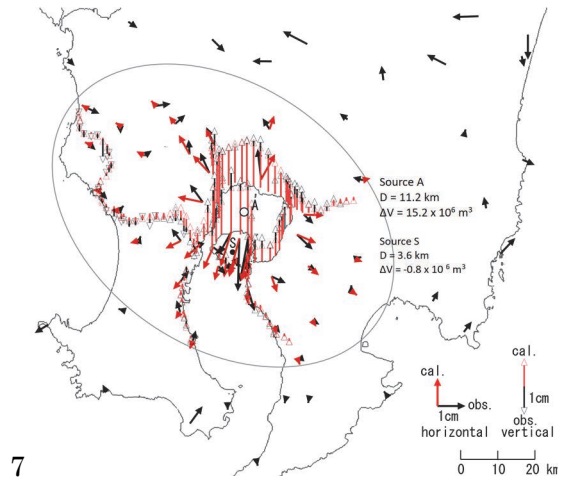 A
Source A
D = 11.2 km
ΔV = 15.2 x 10⁶ m³
S
Source S
D = 3.6 km
ΔV = -0.8 x 10⁶ m³
cal.
cal.
1cm
obs.
1cm
obs.
horizontal
vertical
7
0 10 20 km